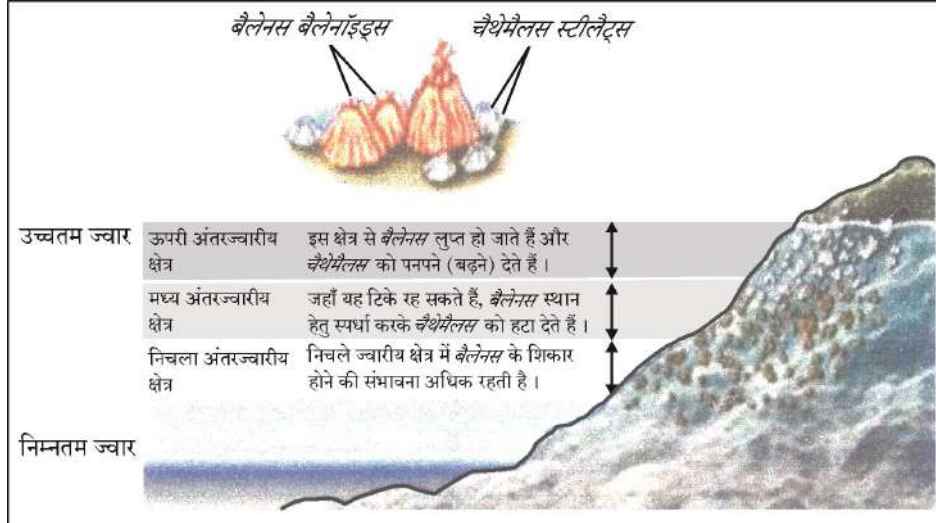 बैलेनस बैलेनॉइड्स
चैथेमैलस स्टीलैट्स
उच्चतम ज्वार
ऊपरी अंतरज्वारीय
क्षेत्र
इस क्षेत्र से बैलेनस लुप्त हो जाते हैं और
चैथेमैलस को पनपने (बढ़ने) देते हैं ।
मध्य अंतरज्वारीय
क्षेत्र
जहाँ यह टिके रह सकते हैं, बैलेनस स्थान
हेतु स्पर्धा करके चैथेमैलस को हटा देते हैं ।
निचला अंतरज्वारीय
क्षेत्र
निचले ज्वारीय क्षेत्र में बैलेनस के शिकार
होने की संभावना अधिक रहती है ।
निम्नतम ज्वार